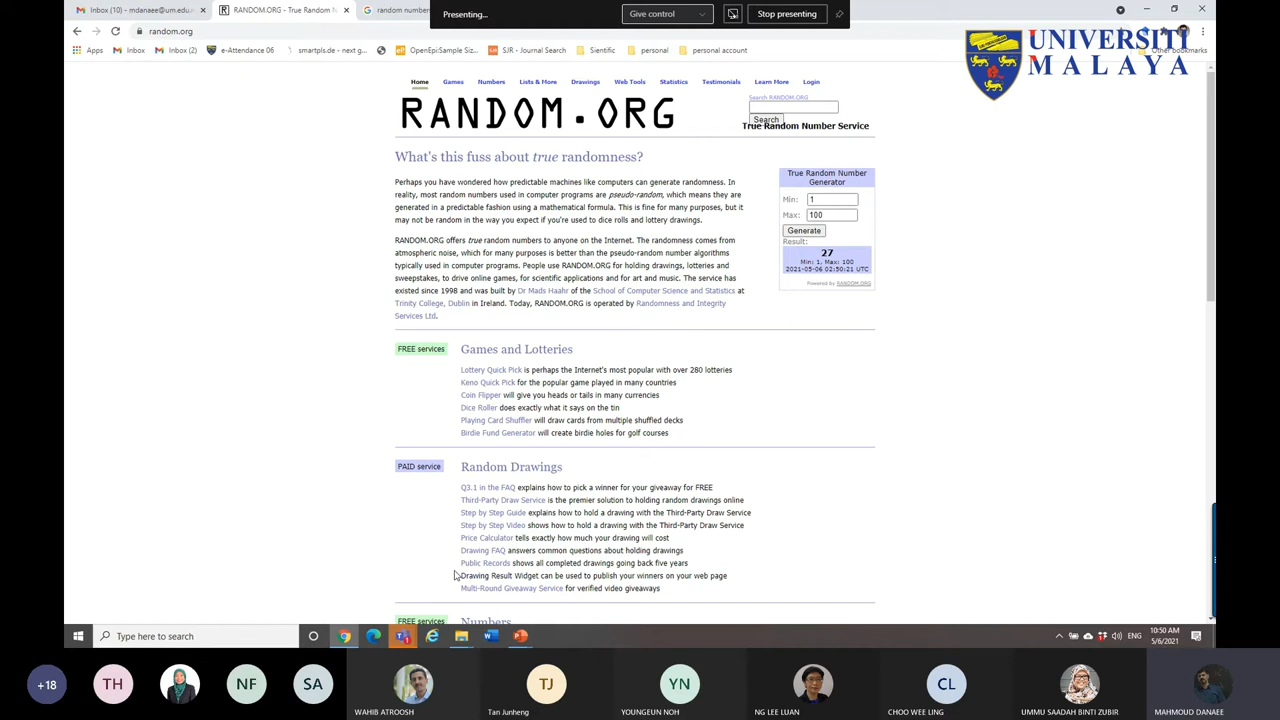 Inbox (10) - mdanaee@um.edu.
RANDOM.ORG - True Random N
random numbers
Presenting...
Give control
Stop presenting
random.org
Inbox
Inbox (2)
e-Attendance 06
smartpls.de - next g
OpenEpi:Sample Siz...
SJR - Journal Search
Sientific
personal
personal account
Other bookmarks
UNIVERSITI
MALAYA
Home
Games
Numbers
Lists & More
Drawings
Web Tools
Statistics
Testimonials
Learn More
Login
RANDOM.ORG
Search RANDOM.ORG
Search
True Random Number Service
What's this fuss about true randomness?
Perhaps you have wondered how predictable machines like computers can generate randomness. In
reality, most random numbers used in computer programs are pseudo-random, which means they are
generated in a predictable fashion using a mathematical formula. This is fine for many purposes, but it
may not be random in the way you expect if you're used to dice rolls and lottery drawings.
RANDOM.ORG offers true random numbers to anyone on the Internet. The randomness comes from
atmospheric noise, which for many purposes is better than the pseudo-random number algorithms
typically used in computer programs. People use RANDOM.ORG for holding drawings, lotteries and
sweepstakes, to drive online games, for scientific applications and for art and music. The service has
existed since 1998 and was built by Dr Mads Haahr of the School of Computer Science and Statistics at
Trinity College, Dublin in Ireland. Today, RANDOM.ORG is operated by Randomness and Integrity
Services Ltd.
True Random Number
Generator
Min: 1
Max: 100
Generate
Result:
27
Min: 1, Max: 100
2021-05-06 02:50:21 UTC
Powered by RANDOM.ORG
FREE services
Games and Lotteries
Lottery Quick Pick is perhaps the Internet's most popular with over 280 lotteries
Keno Quick Pick for the popular game played in many countries
Coin Flipper will give you heads or tails in many currencies
Dice Roller does exactly what it says on the tin
Playing Card Shuffler will draw cards from multiple shuffled decks
Birdie Fund Generator will create birdie holes for golf courses
PAID service
Random Drawings
Q3.1 in the FAQ explains how to pick a winner for your giveaway for FREE
Third-Party Draw Service is the premier solution to holding random drawings online
Step by Step Guide explains how to hold a drawing with the Third-Party Draw Service
Step by Step Video shows how to hold a drawing with the Third-Party Draw Service
Price Calculator tells exactly how much your drawing will cost
Drawing FAQ answers common questions about holding drawings
Public Records shows all completed drawings going back five years
Drawing Result Widget can be used to publish your winners on your web page
Multi-Round Giveaway Service for verified video giveaways
FREE services
Numbers
Type here to search
ENG
10:50 AM
5/6/2021
+18
TH
NF
SA
WAHIB ATROOSH
TJ
Tan Junheng
YN
YOUNGEUN NOH
NG LEE LUAN
CL
CHOO WEE LING
UMMU SAADAH BINTI ZUBIR
MAHMOUD DANAEE